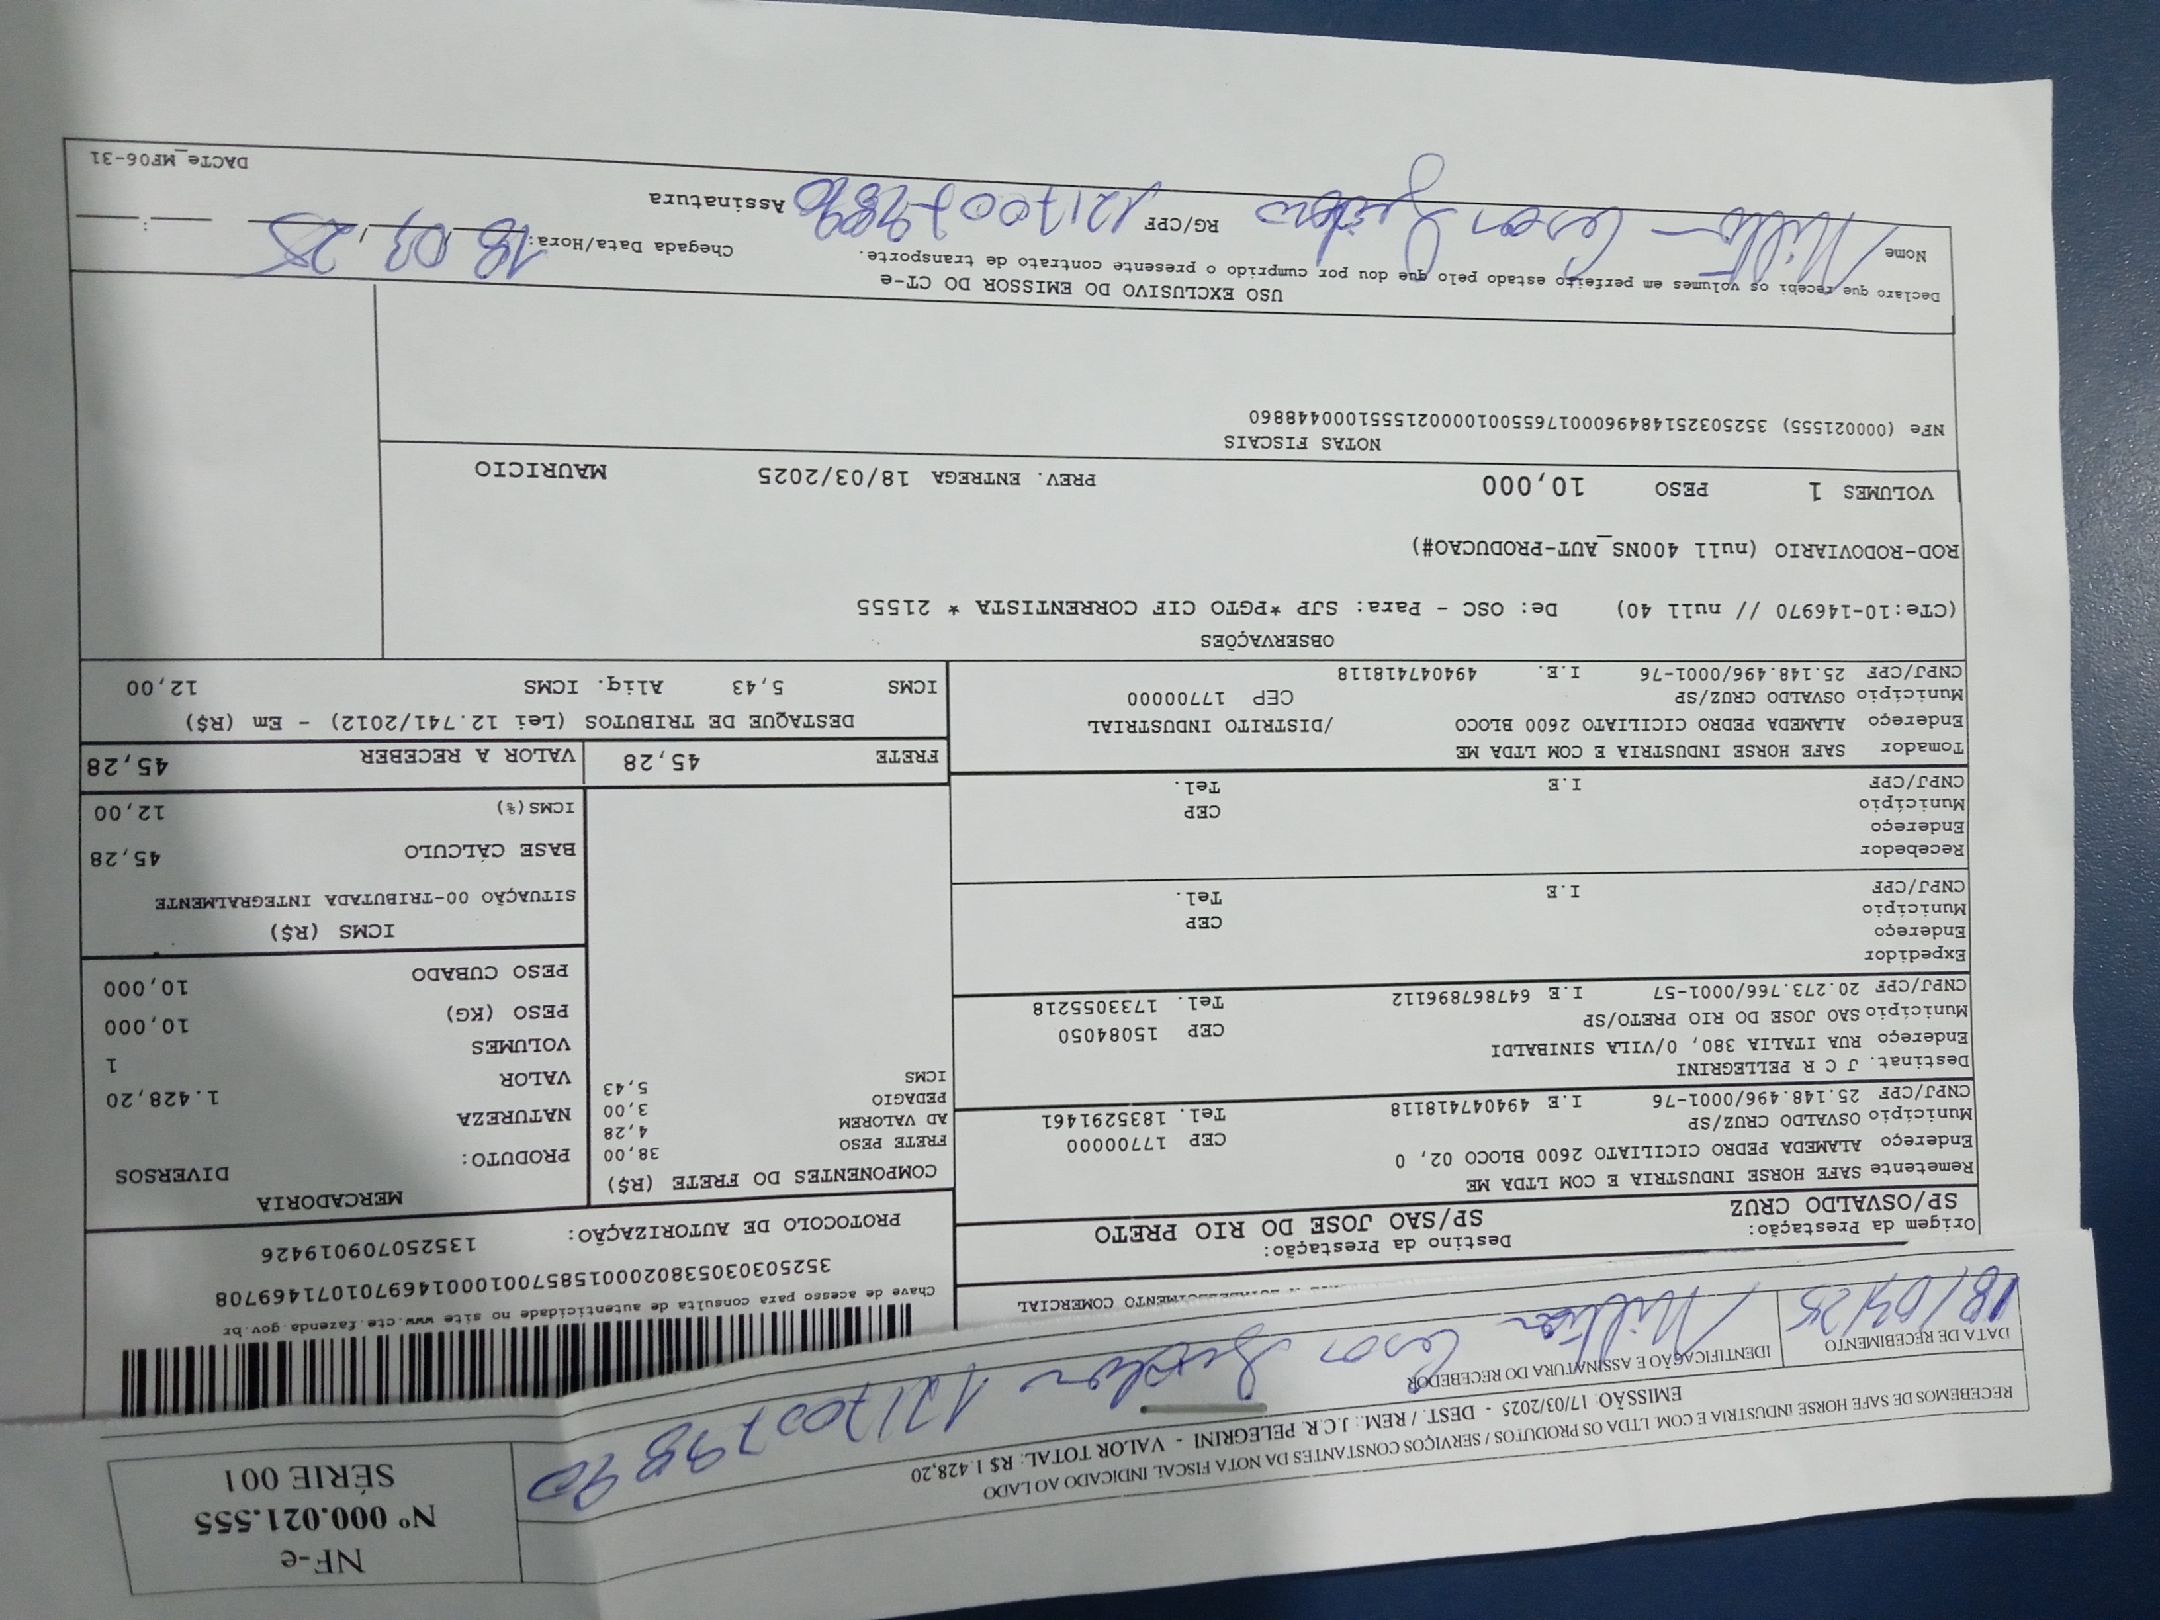 NF-e
Nº 000.021.555
SÉRIE 001
RECEBEMOS DE SAFE HORSE INDUSTRIA E COM LTDA OS PRODUTOS / SERVIÇOS CONSTANTES DA NOTA FISCAL INDICADO AO LADO
EMISSÃO: 17/03/2025 - DEST. / REM.: J.C.R. PELEGRINI - VALOR TOTAL: R$ 1.428,20
DATA DE RECEBIMENTO
18/03/25
IDENTIFICAÇÃO E ASSINATURA DO RECEBEDOR
Milton Cesar 12170079890
COMERCIAL
Chave de acesso para consulta de autenticidade no site www.cte.fazenda.gov.br
35250303053802000158570010001469701071469708
PROTOCOLO DE AUTORIZAÇÃO:
135250709019426
Origem da Prestação:
SP/OSVALDO CRUZ
Destino da Prestação:
SP/SAO JOSE DO RIO PRETO
Remetente SAFE HORSE INDUSTRIA E COM LTDA ME
Endereço ALAMEDA PEDRO CICILIATO 2600 BLOCO 02, 0
Município OSVALDO CRUZ/SP CEP 17700000
CNPJ/CPF 25.148.496/0001-76 I.E 494047418118 Tel. 1835291461
Destinat. J C R PELLEGRINI
Endereço RUA ITALIA 380, 0/VILA SINIBALDI
Município SAO JOSE DO RIO PRETO/SP CEP 15084050
CNPJ/CPF 20.273.766/0001-57 I.E 647867896112 Tel. 1733055218
Expedidor
Endereço
Município CEP
CNPJ/CPF I.E Tel.
Recebedor
Endereço
Município CEP
CNPJ/CPF I.E Tel.
Tomador SAFE HORSE INDUSTRIA E COM LTDA ME
Endereço ALAMEDA PEDRO CICILIATO 2600 BLOCO /DISTRITO INDUSTRIAL
Município OSVALDO CRUZ/SP CEP 17700000
CNPJ/CPF 25.148.496/0001-76 I.E. 494047418118
COMPONENTES DO FRETE (R$)
FRETE PESO 38,00
AD VALOREM 4,28
PEDAGIO 3,00
ICMS 5,43
MERCADORIA
PRODUTO: DIVERSOS
NATUREZA
VALOR 1.428,20
VOLUMES 1
PESO (KG) 10,000
PESO CUBADO 10,000
ICMS (R$)
SITUAÇÃO 00-TRIBUTADA INTEGRALMENTE
BASE CÁLCULO 45,28
ICMS(%) 12,00
FRETE 45,28
VALOR A RECEBER 45,28
DESTAQUE DE TRIBUTOS (Lei 12.741/2012) - Em (R$)
ICMS 5,43 Aliq. ICMS 12,00
OBSERVAÇÕES
(CTe:10-146970 // null 40) De: OSC - Para: SJP *PGTO CIF CORRENTISTA * 21555
ROD-RODOVIARIO (null 400NS_AUT-PRODUCAO#)
VOLUMES 1 PESO 10,000 PREV. ENTREGA 18/03/2025 MAURICIO
NOTAS FISCAIS
NFe (000021555) 35250325148496000176550010000215551000448860
USO EXCLUSIVO DO EMISSOR DO CT-e
Declaro que recebi os volumes em perfeito estado pelo que dou por cumprido o presente contrato de transporte.
Nome Milton Cesar RG/CPF 12170079890 Assinatura
Chegada Data/Hora: 18/03/25 __:__
DACTe_MF06-31